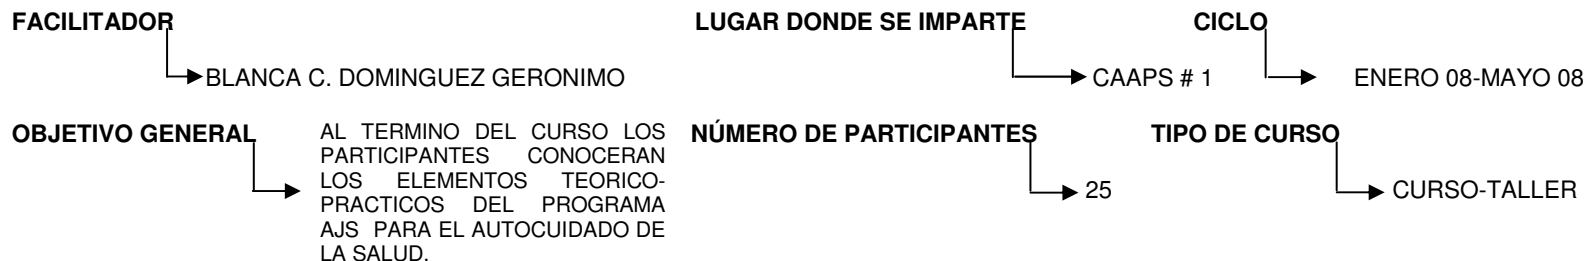 FACILITADOR LUGAR DONDE SE IMPARTE CICLO
BLANCA C. DOMINGUEZ GERONIMO CAAPS # 1 ENERO 08-MAYO 08
OBJETIVO GENERAL
AL TERMINO DEL CURSO LOS
PARTICIPANTES CONOCERAN
LOS ELEMENTOS TEORICO-
PRACTICOS DEL PROGRAMA
AJS PARA EL AUTOCUIDADO DE
LA SALUD.
NÚMERO DE PARTICIPANTES TIPO DE CURSO
25 CURSO-TALLER